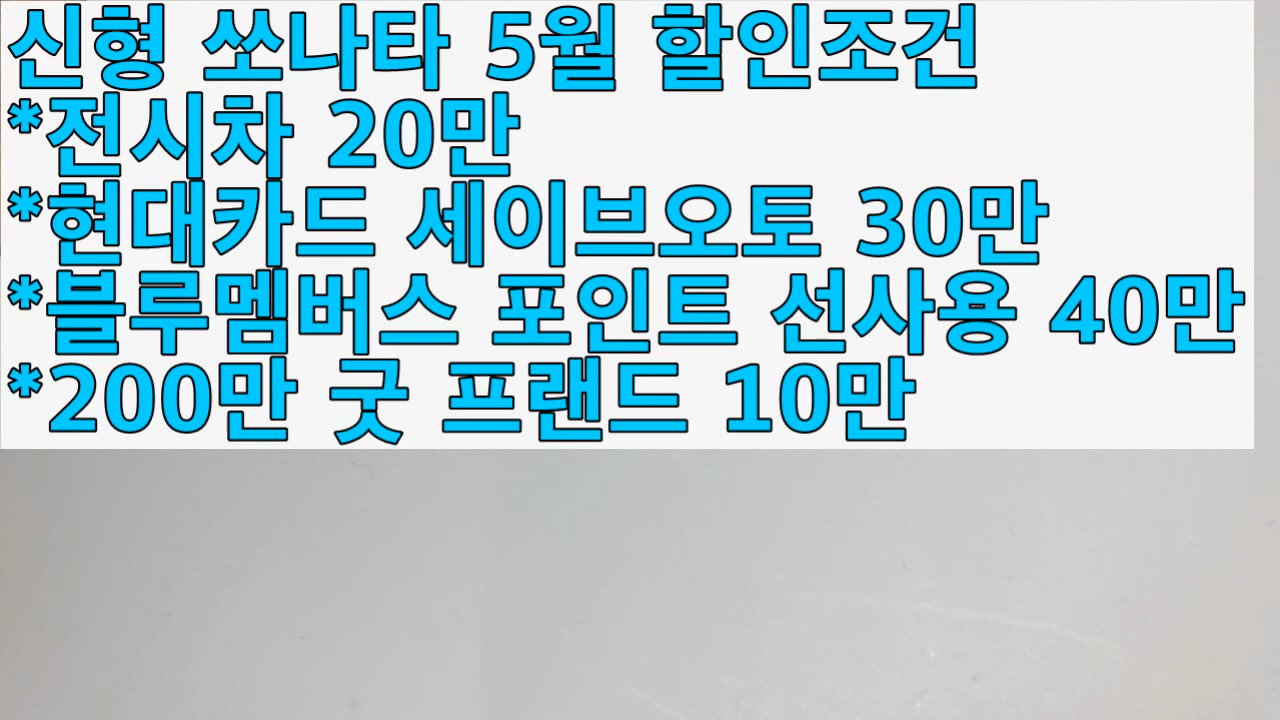 신형 쏘나타 5월 할인조건
*전시차 20만
*현대카드 세이브오토 30만
*블루멤버스 포인트 선사용 40만
*200만 굿 프랜드 10만